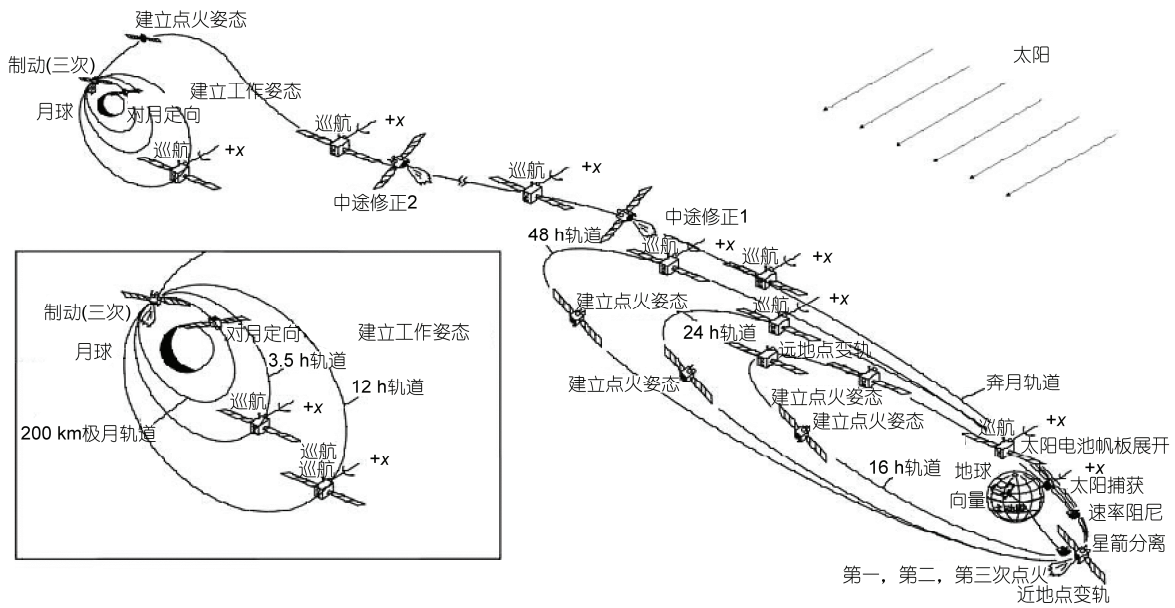 建立点火姿态
制动(三次)
太阳
建立工作姿态
月球
对月定向
巡航
+x
巡航
+x
巡航
+x
中途修正2
中途修正1
48 h轨道
巡航
+x
巡航
+x
制动(三次)
建立点火姿态
巡航
+x
对月定向
建立工作姿态
24 h轨道
月球
远地点变轨
3.5 h轨道
建立点火姿态
奔月轨道
12 h轨道
建立点火姿态
巡航
+x
建立点火姿态
巡航
+x
200 km极月轨道
太阳电池帆板展开
巡航
巡航
+x
16 h轨道
地球
+x
太阳捕获
向量
速率阻尼
星箭分离
第一，第二，第三次点火
近地点变轨